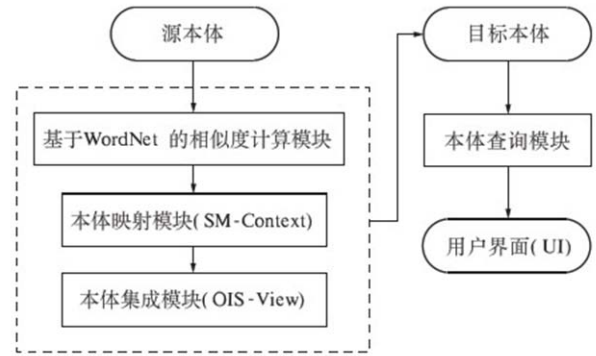 源本体
基于WordNet 的相似度计算模块
本体映射模块( SM-Context)
本体集成模块( OIS-View)
目标本体
本体查询模块
用户界面( UI)